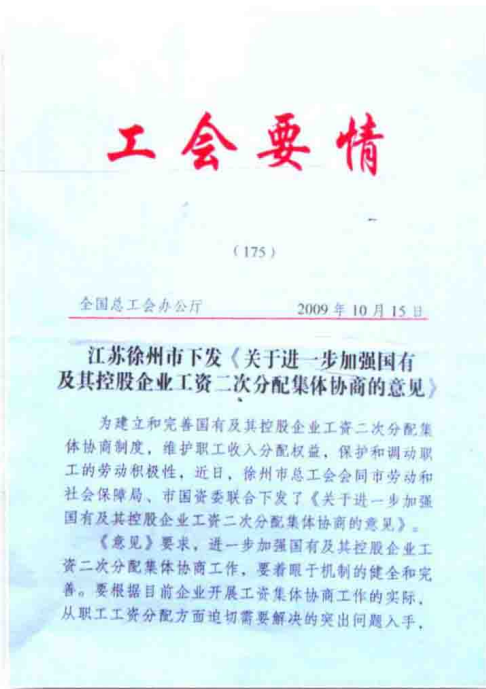 工会要情
（175）
全国总工会办公厅 2009年10月15日
江苏徐州市下发《关于进一步加强国有
及其控股企业工资二次分配集体协商的意见》
为建立和完善国有及其控股企业工资二次分配集
体协商制度，维护职工收入分配权益，保护和调动职
工的劳动积极性，近日，徐州市总工会会同市劳动和
社会保障局、市国资委联合下发了《关于进一步加强
国有及其控股企业工资二次分配集体协商的意见》。
《意见》要求，进一步加强国有及其控股企业工
资二次分配集体协商工作，要着眼于机制的健全和完
善。要根据目前企业开展工资集体协商工作的实际，
从职工工资分配方面迫切需要解决的突出问题入手，